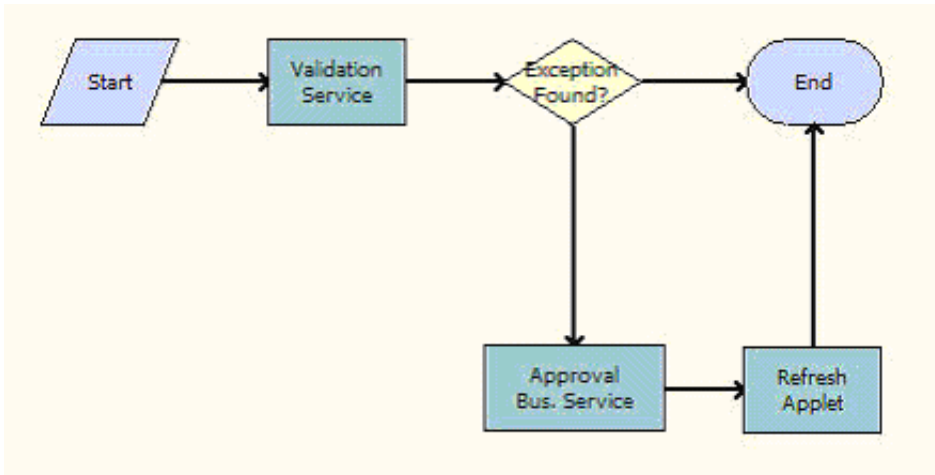 Start
Validation
Service
Exception
Found?
End
Approval
Bus. Service
Refresh
Applet